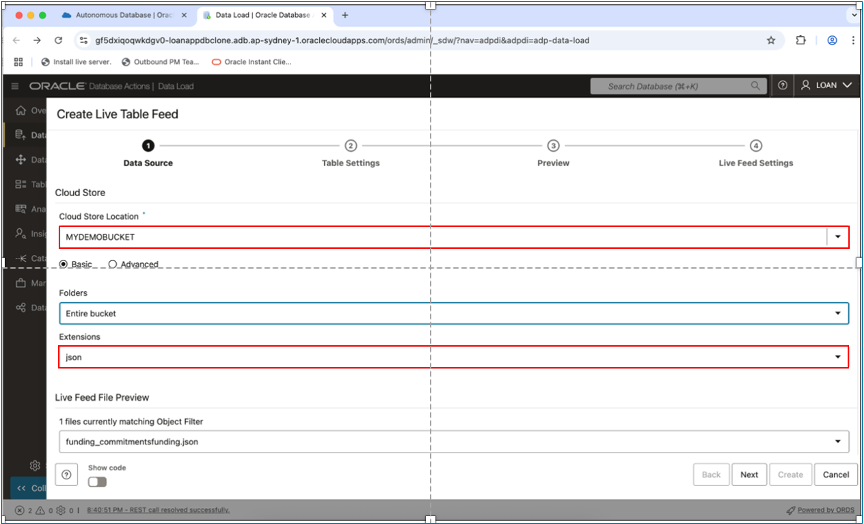 Autonomous Database | Orac
Data Load | Oracle Database
gf5dxiqoqwkdgv0-loanappdbclone.adb.ap-sydney-1.oraclecloudapps.com/ords/admin/_sdw/?nav=adpdi&adpdi=adp-data-load
Install live server.
Outbound PM Tea...
Oracle Instant Clie...
ORACLE Database Actions | Data Load
Search Database (⌘+K)
LOAN
Ove
Data
Data
Tabl
Ana
Insig
Cata
Mar
Data
Coll
Create Live Table Feed
1
2
3
4
Data Source
Table Settings
Preview
Live Feed Settings
Cloud Store
Cloud Store Location *
MYDEMOBUCKET
Basic
Advanced
Folders
Entire bucket
Extensions
json
Live Feed File Preview
1 files currently matching Object Filter
funding_commitmentsfunding.json
Show code
Back
Next
Create
Cancel
2
0
0
8:40:51 PM - REST call resolved successfully.
Powered by ORDS